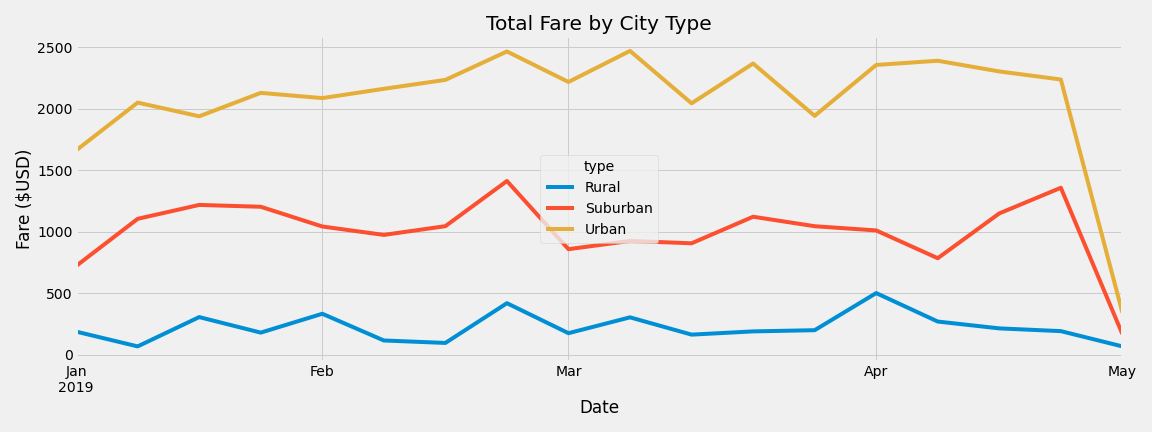 Total Fare by City Type
Fare ($USD)
2500
2000
1500
1000
500
0
type
Rural
Suburban
Urban
Jan
2019
Feb
Mar
Apr
May
Date